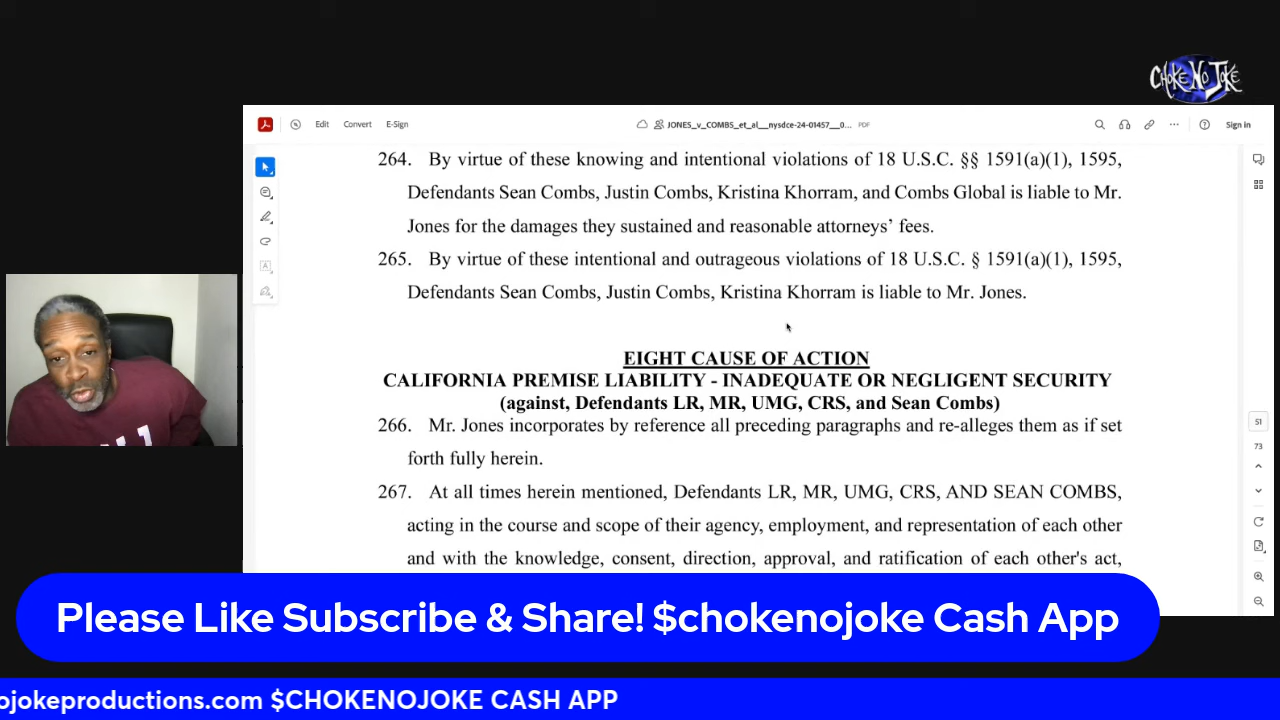 CHOKE NO JOKE
Edit Convert E-Sign
JONES_v_COMBS_et_al__nysdce-24-01457__0... PDF
Sign in
264. By virtue of these knowing and intentional violations of 18 U.S.C. §§ 1591(a)(1), 1595,
Defendants Sean Combs, Justin Combs, Kristina Khorram, and Combs Global is liable to Mr.
Jones for the damages they sustained and reasonable attorneys' fees.
265. By virtue of these intentional and outrageous violations of 18 U.S.C. § 1591(a)(1), 1595,
Defendants Sean Combs, Justin Combs, Kristina Khorram is liable to Mr. Jones.
EIGHT CAUSE OF ACTION
CALIFORNIA PREMISE LIABILITY - INADEQUATE OR NEGLIGENT SECURITY
(against, Defendants LR, MR, UMG, CRS, and Sean Combs)
266. Mr. Jones incorporates by reference all preceding paragraphs and re-alleges them as if set
forth fully herein.
267. At all times herein mentioned, Defendants LR, MR, UMG, CRS, AND SEAN COMBS,
acting in the course and scope of their agency, employment, and representation of each other
and with the knowledge, consent, direction, approval, and ratification of each other's act,
51
73
Please Like Subscribe & Share! $chokenojoke Cash App
ojokeproductions.com $CHOKENOJOKE CASH APP